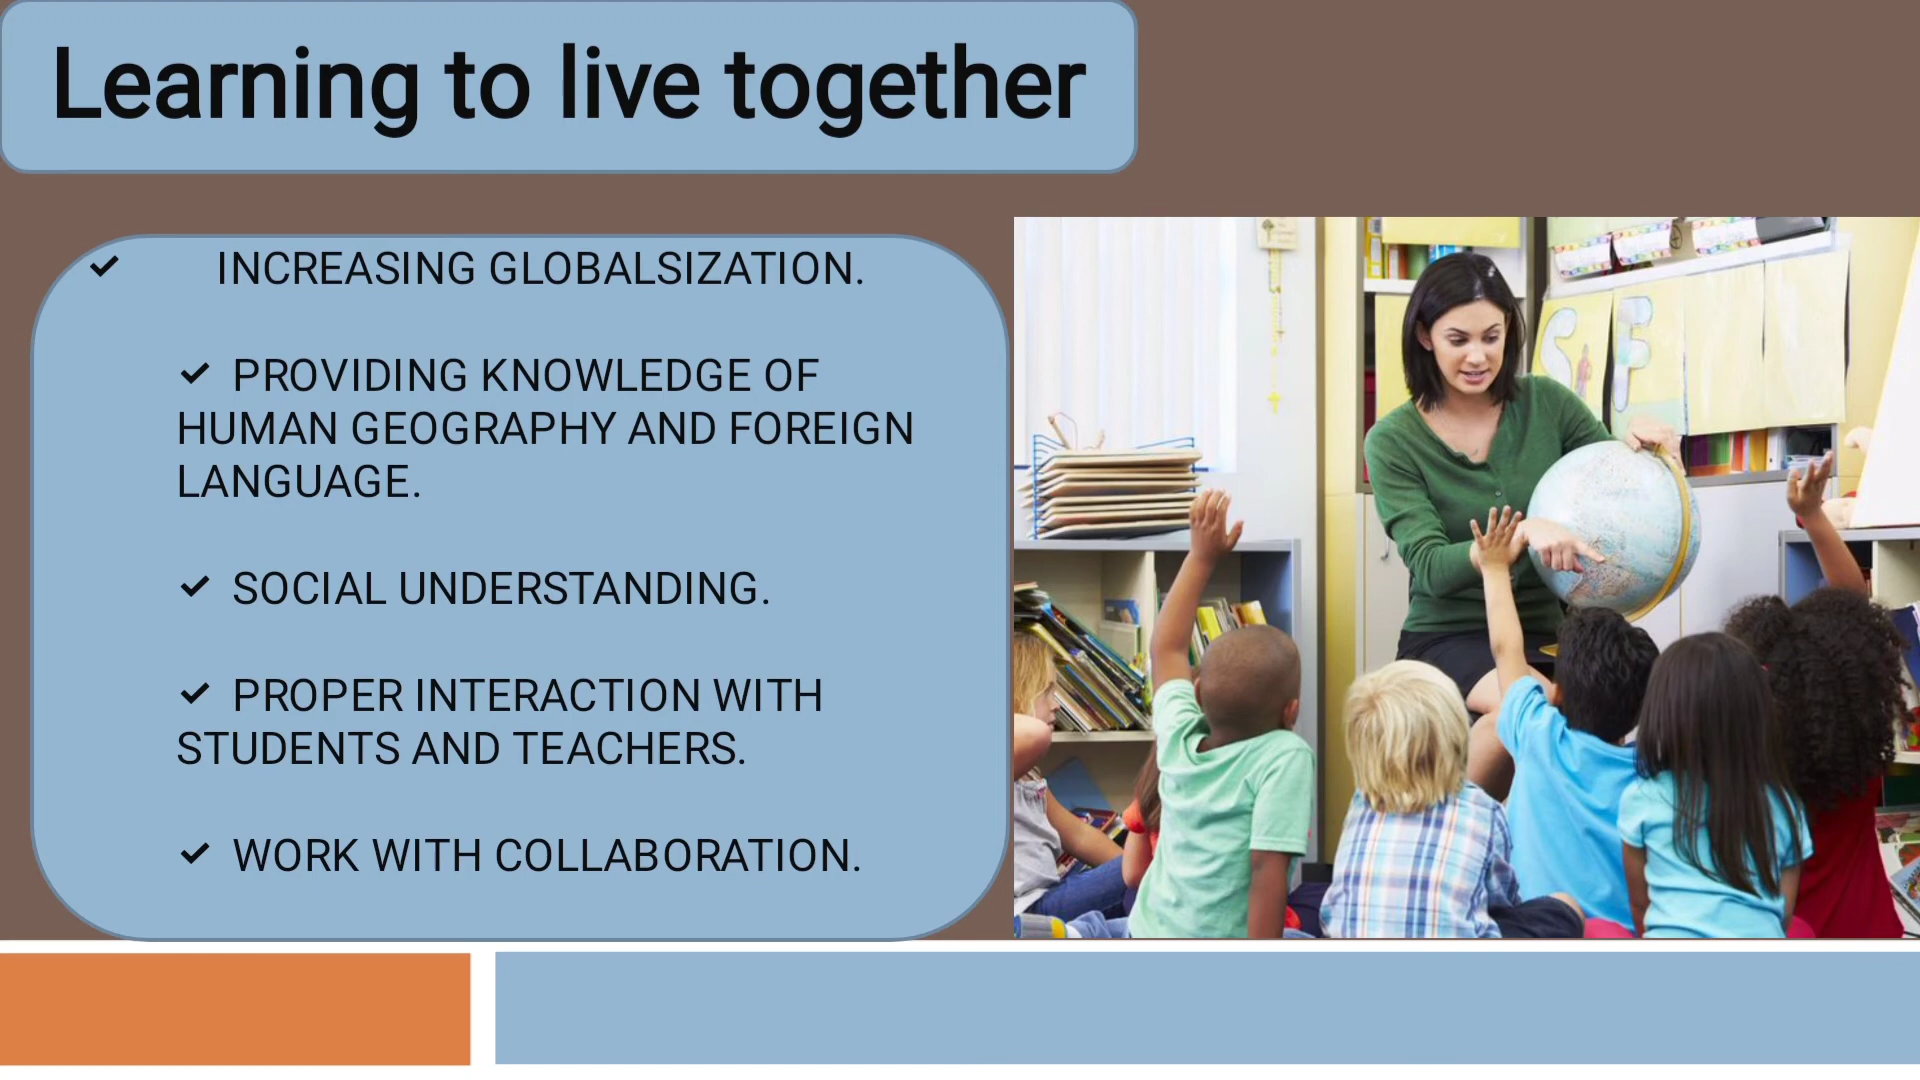 Learning to live together
✓ INCREASING GLOBALSIZATION.
✓ PROVIDING KNOWLEDGE OF
HUMAN GEOGRAPHY AND FOREIGN
LANGUAGE.
✓ SOCIAL UNDERSTANDING.
✓ PROPER INTERACTION WITH
STUDENTS AND TEACHERS.
✓ WORK WITH COLLABORATION.